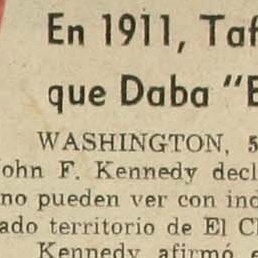 En 1911, Taf
que Daba "E
WASHINGTON, 5
John F. Kennedy decl
no pueden ver con ind
ado territorio de El Ch
Kennedy afirmó e